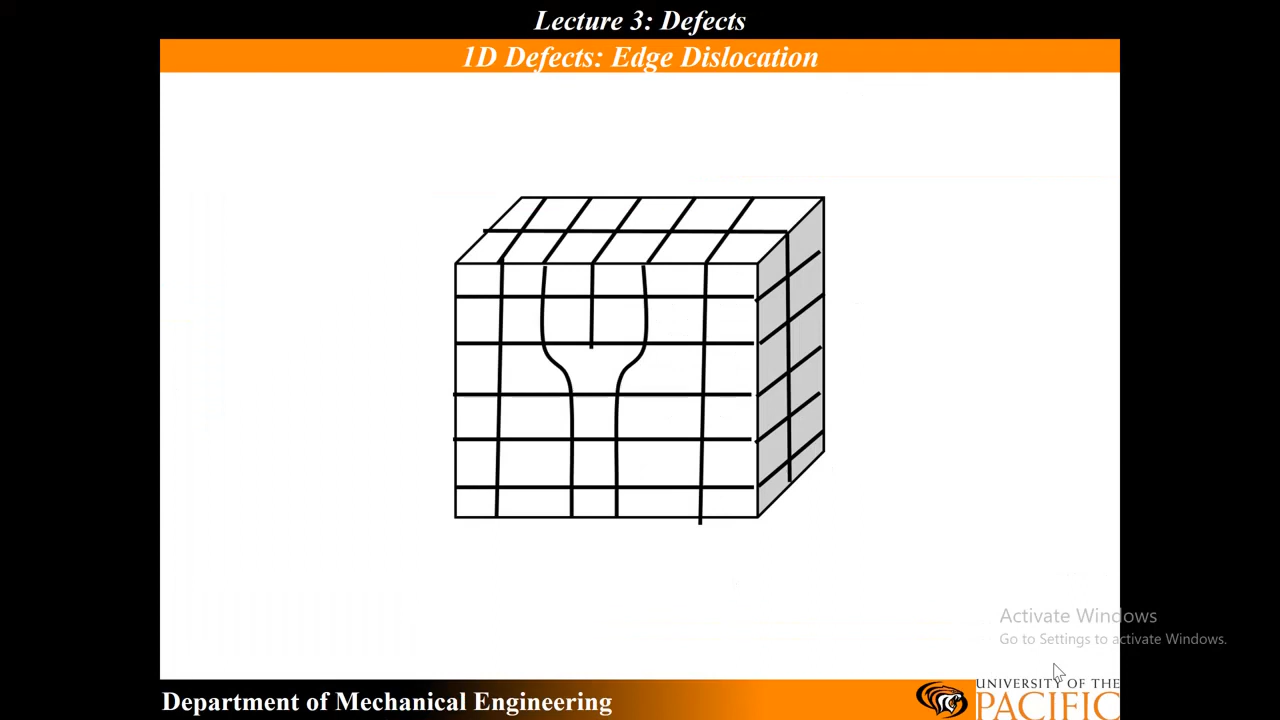 Lecture 3: Defects
1D Defects: Edge Dislocation
Activate Windows
Go to Settings to activate Windows.
Department of Mechanical Engineering
UNIVERSITY OF THE
PACIFIC